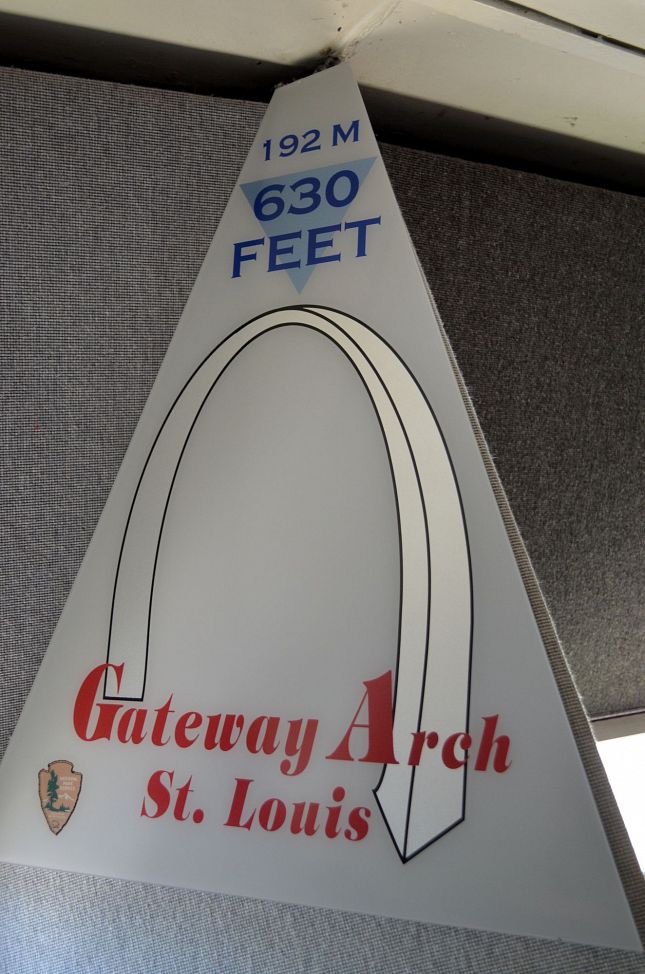 192 M
630
FEET
Gateway Arch
St. Louis